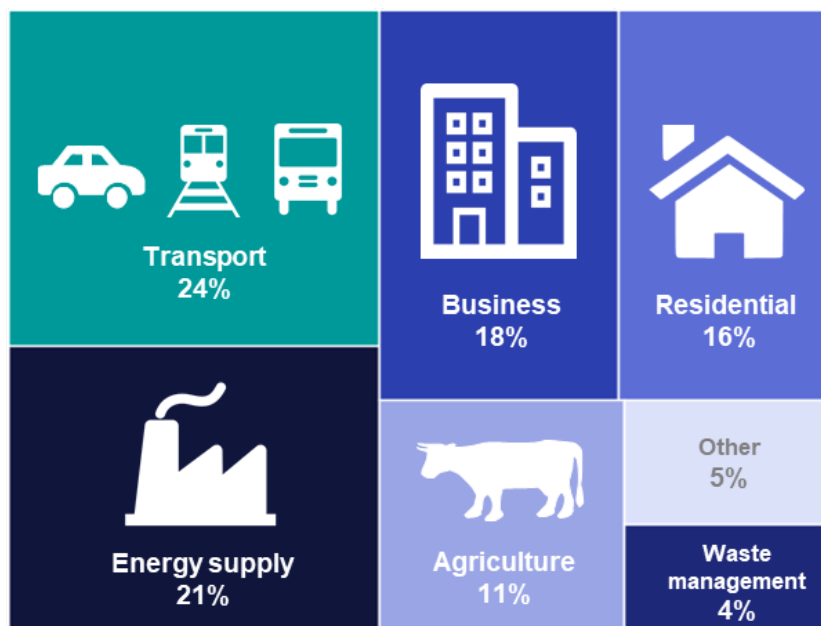 Transport
24%
Business
18%
Residential
16%
Energy supply
21%
Agriculture
11%
Other
5%
Waste
management
4%